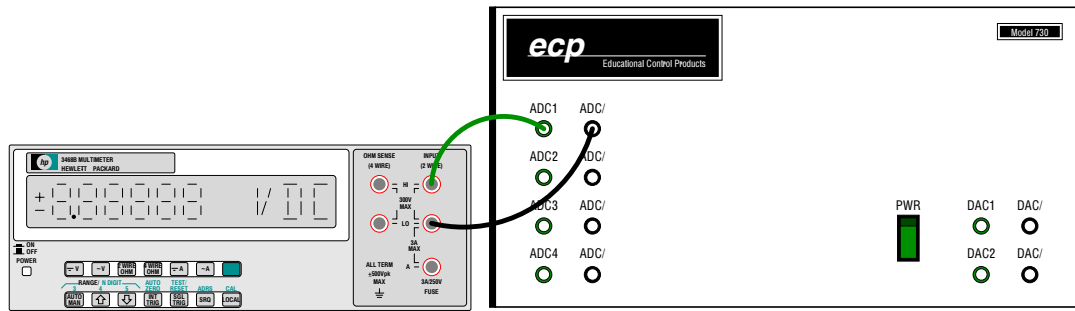 ecp
Educational Control Products
Model 730
ADC1 ADC/
ADC2 ADC/
ADC3 ADC/
ADC4 ADC/
PWR
DAC1 DAC/
DAC2 DAC/
hp
3468B MULTIMETER
HEWLETT PACKARD
+
-
V DC
ON
OFF
POWER
V
~V
2 WIRE OHM
4 WIRE OHM
A
~A
RANGE/ N DIGIT
3 4 5
AUTO ZERO
TEST/ RESET
ADRS
CAL
AUTO MAN
INT TRIG
SGL TRIG
SRQ
LOCAL
OHM SENSE
(4 WIRE)
INPUT
(2 WIRE)
HI
300V
MAX
LO
3A
MAX
A
ALL TERM
±500Vpk
MAX
3A/250V
FUSE